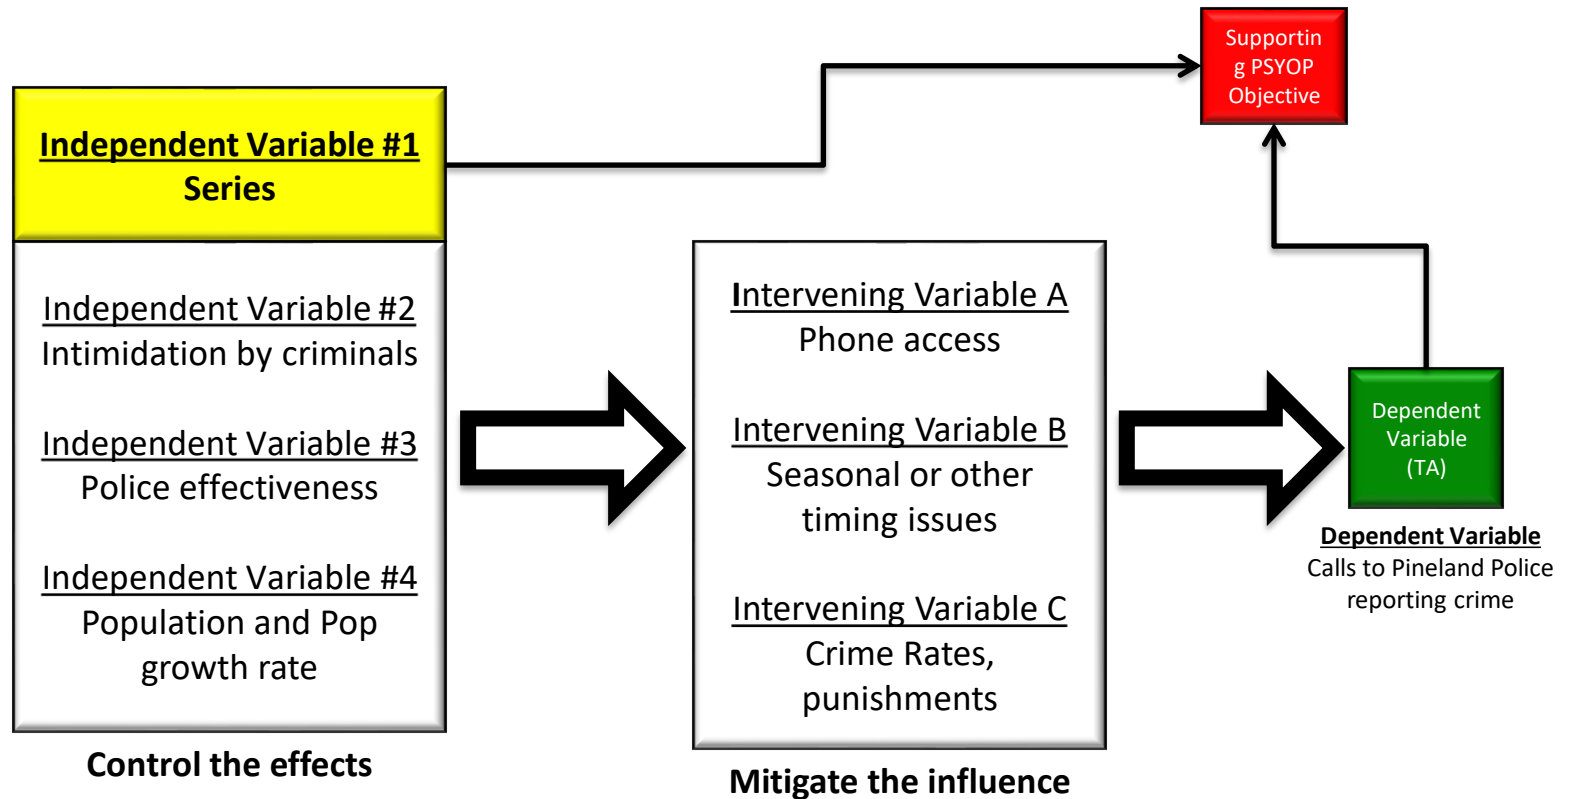 Supportin
g PSYOP
Objective
Independent Variable #1
Series
Independent Variable #2
Intimidation by criminals
Independent Variable #3
Police effectiveness
Independent Variable #4
Population and Pop
growth rate
Control the effects
Intervening Variable A
Phone access
Intervening Variable B
Seasonal or other
timing issues
Intervening Variable C
Crime Rates,
punishments
Mitigate the influence
Dependent
Variable
(TA)
Dependent Variable
Calls to Pineland Police
reporting crime